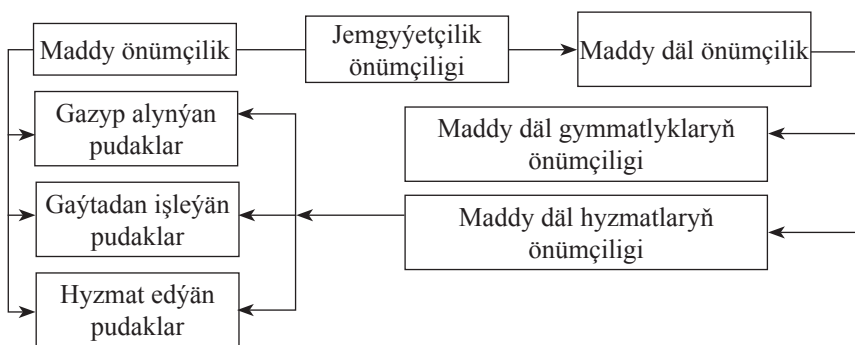 Maddy önümçilik
Jemgyýetçilik
önümçiligi
Maddy däl önümçilik
Gazyp alynýan
pudaklar
Maddy däl gymmatlyklaryň
önümçiligi
Gaýtadan işleýän
pudaklar
Maddy däl hyzmatlaryň
önümçiligi
Hyzmat edýän
pudaklar